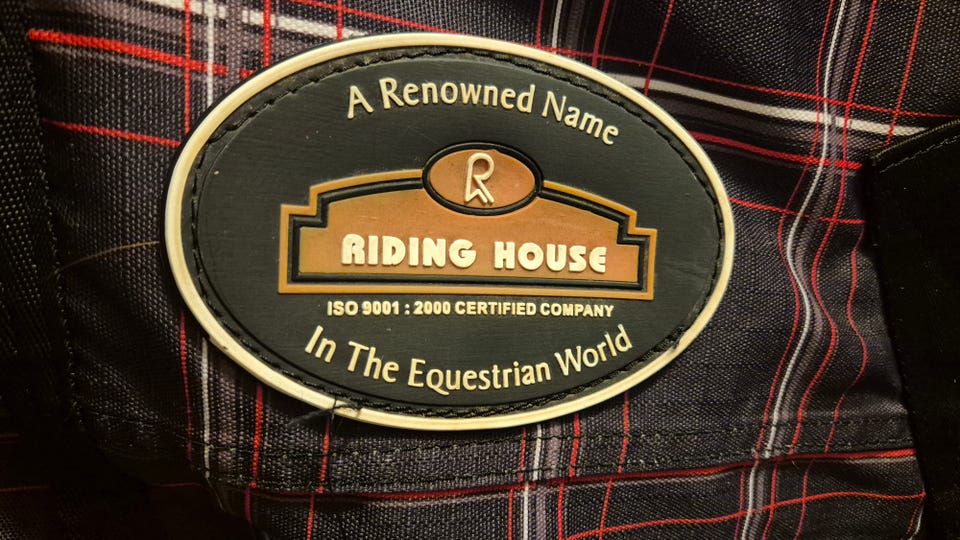 A Renowned Name
R
RIDING HOUSE
ISO 9001 : 2000 CERTIFIED COMPANY
In The Equestrian World